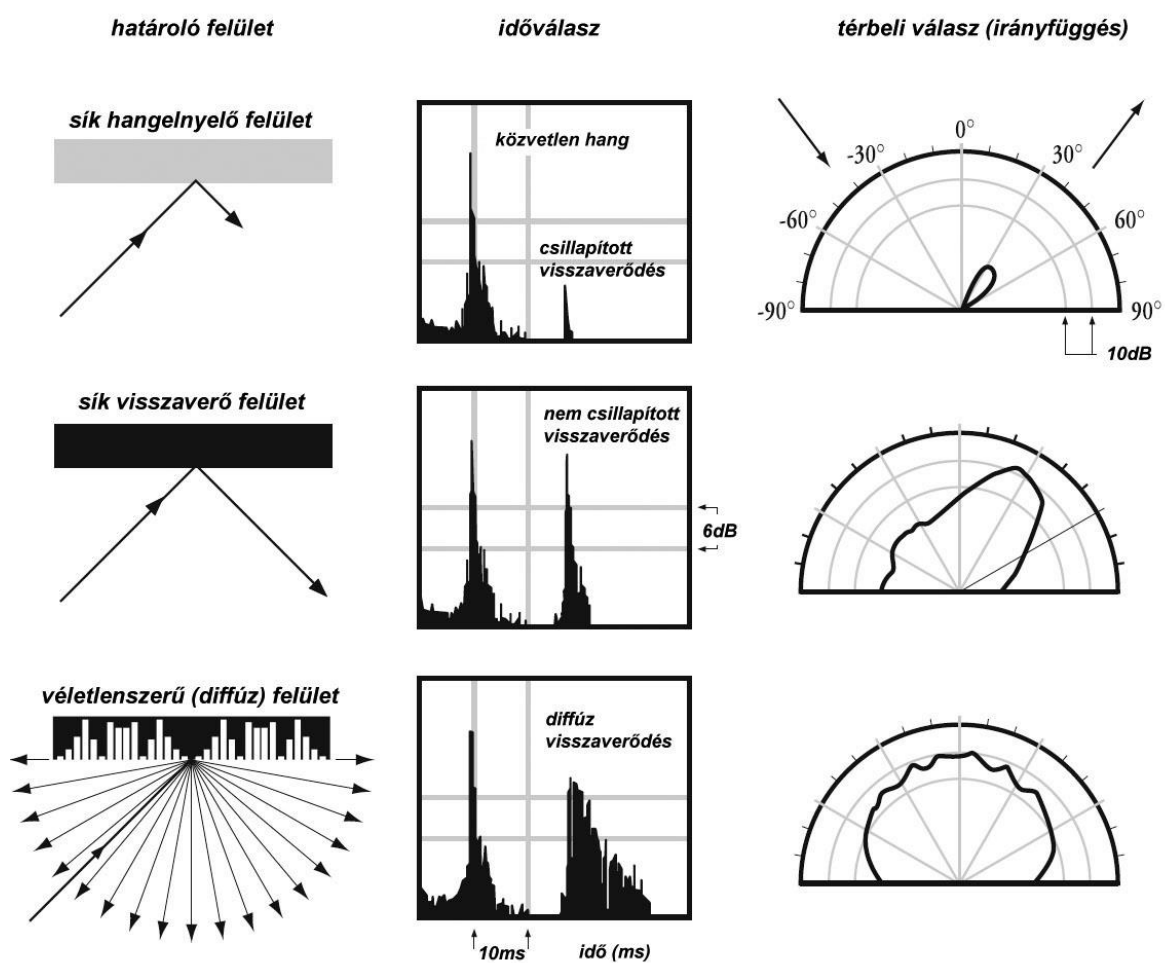 határoló felület
időválasz
térbeli válasz (irányfüggés)
sík hangelnyelő felület
közvetlen hang
csillapított
visszaverődés
0°
-30°
30°
-60°
60°
-90°
90°
10dB
sík visszaverő felület
nem csillapított
visszaverődés
6dB
véletlenszerű (diffúz) felület
diffúz
visszaverődés
10ms
idő (ms)